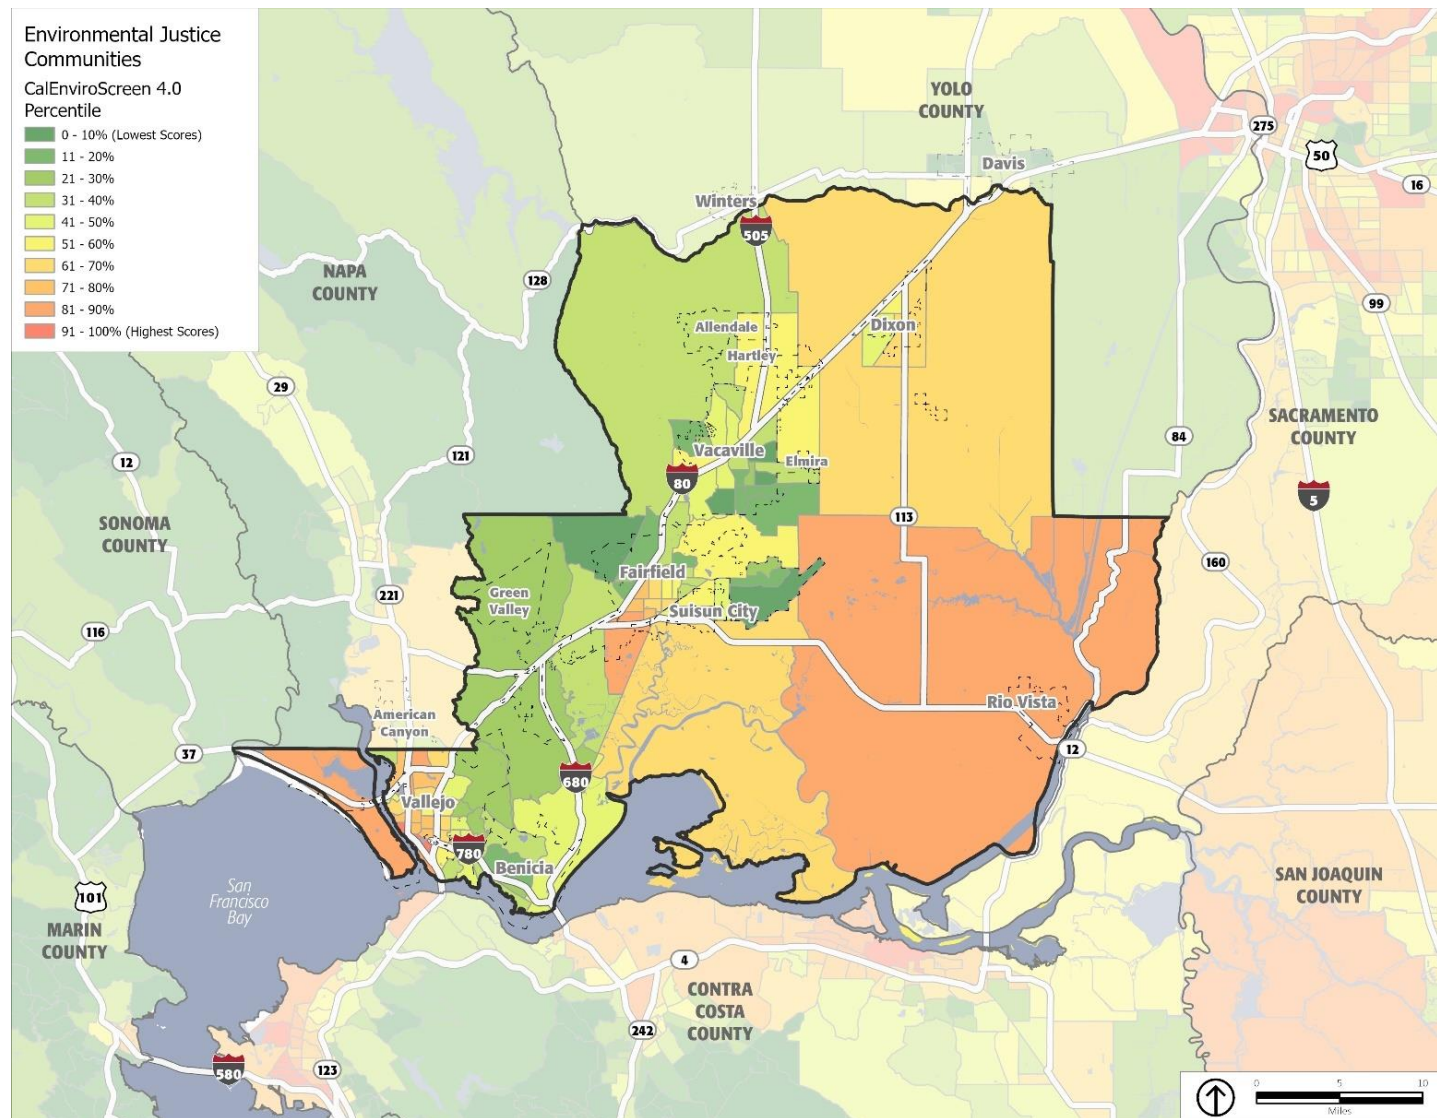 Environmental Justice
Communities
CalEnviroScreen 4.0
Percentile
0 - 10% (Lowest Scores)
11 - 20%
21 - 30%
31 - 40%
41 - 50%
51 - 60%
61 - 70%
71 - 80%
81 - 90%
91 - 100% (Highest Scores)
YOLO
COUNTY
275
50
Davis
16
Winters
505
NAPA
COUNTY
128
99
Allendale
Dixon
Hartley
29
SACRAMENTO
COUNTY
84
12
121
Vacaville
Elmira
80
5
SONOMA
COUNTY
113
160
Fairfield
Green
Valley
221
Suisun City
116
Rio Vista
American
Canyon
37
12
680
Vallejo
780
Benicia
San
Francisco
Bay
101
SAN JOAQUIN
COUNTY
MARIN
COUNTY
4
CONTRA
COSTA
COUNTY
242
580
123
0 5 10
Miles